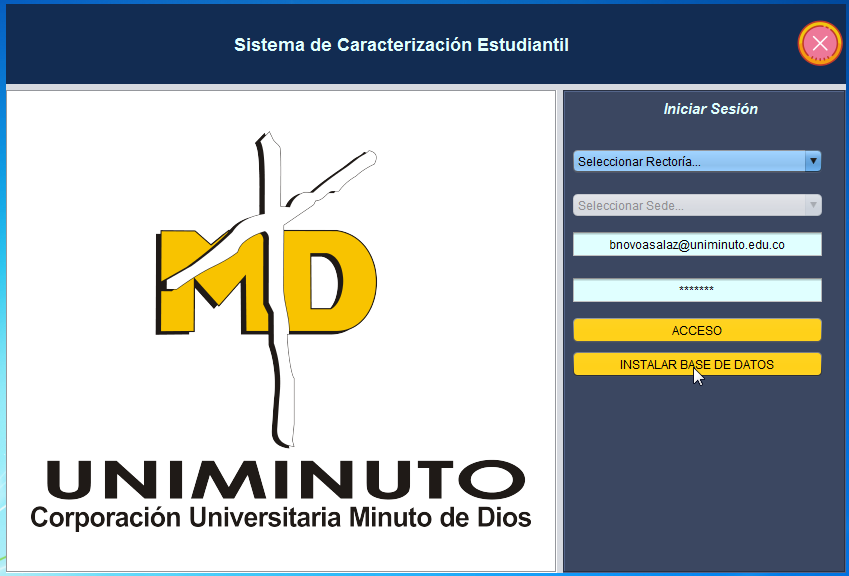 Sistema de Caracterización Estudiantil
MD
UNIMINUTO
Corporación Universitaria Minuto de Dios
Iniciar Sesión
Seleccionar Rectoría...
Seleccionar Sede...
bnovoasalaz@uniminuto.edu.co
*******
ACCESO
INSTALAR BASE DE DATOS